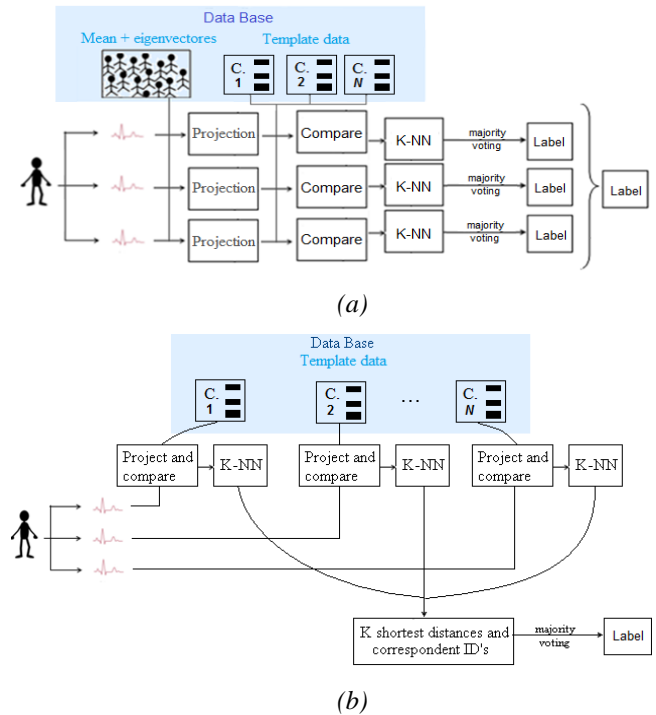 Data Base
Mean + eigenvectores
Template data
C. 1
C. 2
C. N
Projection
Compare
K-NN
majority voting
Label
Projection
Compare
K-NN
majority voting
Label
Label
Projection
Compare
K-NN
majority voting
Label
(a)
Data Base
Template data
C. 1
C. 2
...
C. N
Project and
compare
K-NN
Project and
compare
K-NN
Project and
compare
K-NN
K shortest distances and
correspondent ID's
majority
voting
Label
(b)